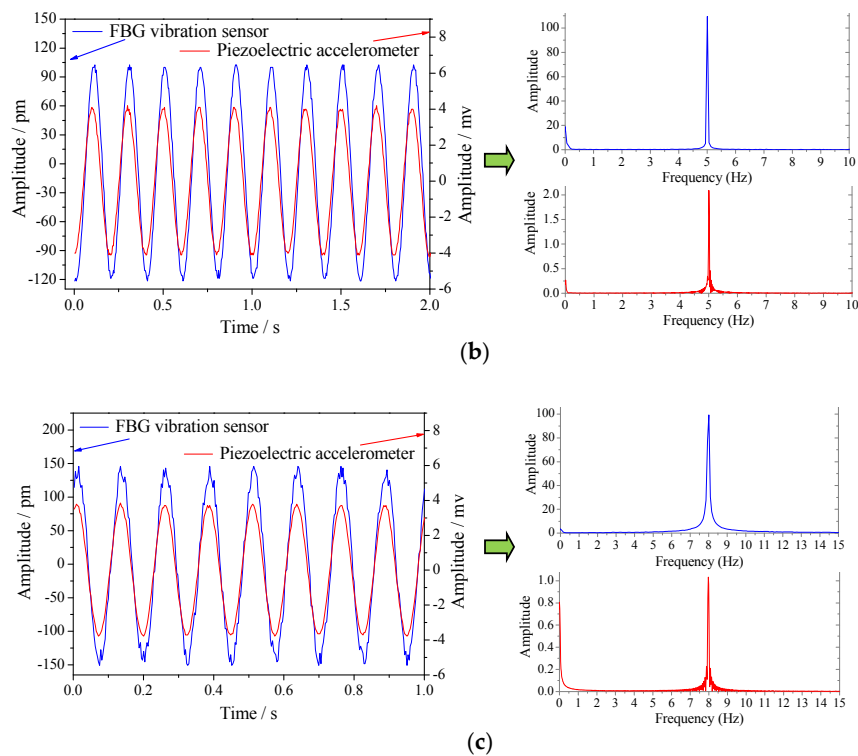 FBG vibration sensor
Piezoelectric accelerometer
150
120
90
60
30
0
-30
-60
-90
-120
Amplitude / pm
8
6
4
2
0
-2
-4
-6
Amplitude / mv
0.0 0.5 1.0 1.5 2.0
Time / s
100
80
60
40
20
0
Amplitude
0 1 2 3 4 5 6 7 8 9 10
Frequency (Hz)
2.0
1.5
1.0
0.5
0.0
Amplitude
0 1 2 3 4 5 6 7 8 9 10
Frequency (Hz)
(b)
FBG vibration sensor
Piezoelectric accelerometer
200
150
100
50
0
-50
-100
-150
Amplitude / pm
8
6
4
2
0
-2
-4
-6
Amplitude / mv
0.0 0.2 0.4 0.6 0.8 1.0
Time / s
100
80
60
40
20
0
Amplitude
0 1 2 3 4 5 6 7 8 9 10 11 12 13 14 15
Frequency (Hz)
1.0
0.8
0.6
0.4
0.2
0.0
Amplitude
0 1 2 3 4 5 6 7 8 9 10 11 12 13 14 15
Frequency (Hz)
(c)